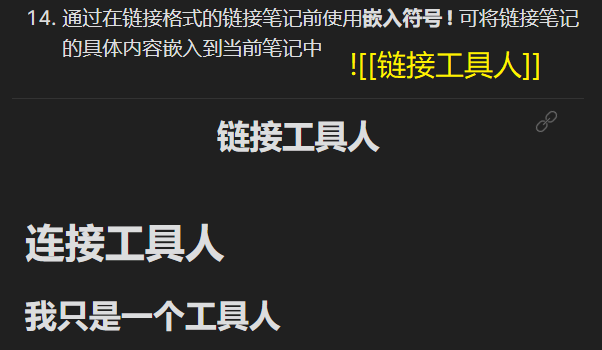 14. 通过在链接格式的链接笔记前使用嵌入符号 ! 可将链接笔记
的具体内容嵌入到当前笔记中
![[链接工具人]]
链接工具人
连接工具人
我只是一个工具人